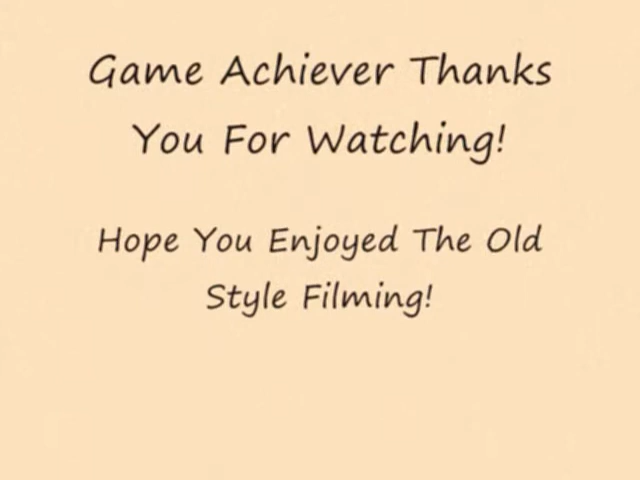 Game Achiever Thanks
You For Watching!
Hope You Enjoyed The Old
Style Filming!